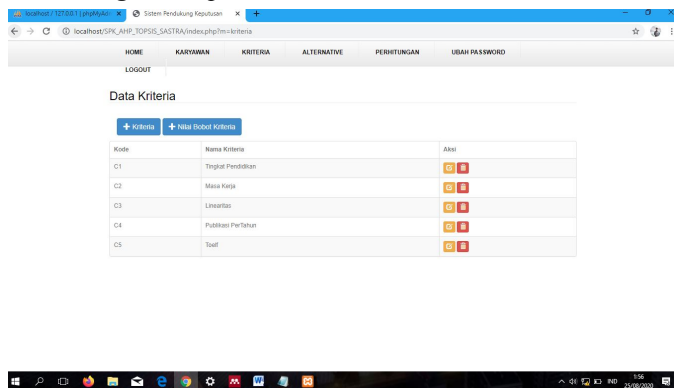 localhost / 127.0.0.1 | phpMyAdm
Sistem Pendukung Keputusan
localhost/SPK_AHP_TOPSIS_SASTRA/index.php?m=kriteria
HOME KARYAWAN KRITERIA ALTERNATIVE PERHITUNGAN UBAH PASSWORD
LOGOUT
Data Kriteria
+ Kriteria + Nilai Bobot Kriteria
Kode Nama Kriteria Aksi
C1 Tingkat Pendidikan
C2 Masa Kerja
C3 Linearitas
C4 Publikasi PerTahun
C5 Toelf
IND 1:56
25/08/2020